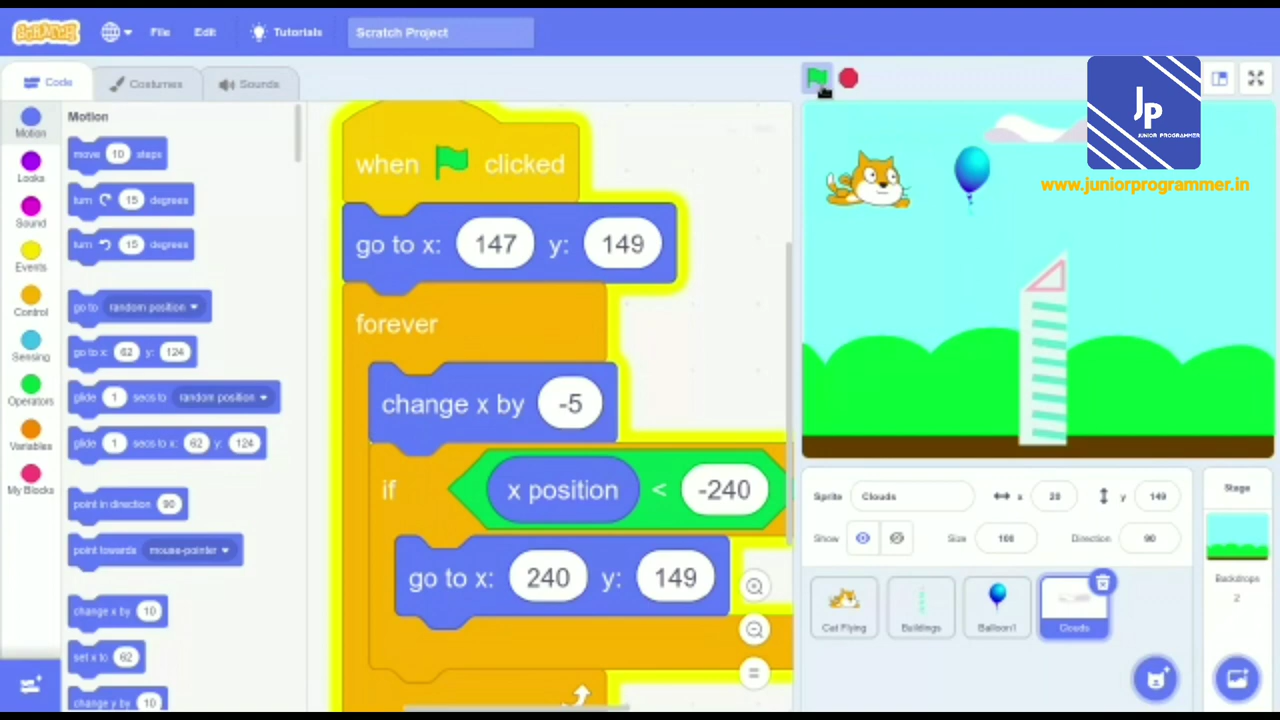 SCRATCH File Edit Tutorials Scratch Project
Code Costumes Sounds
JP
JUNIOR PROGRAMMER
www.juniorprogrammer.in
Motion
Looks
Sound
Events
Control
Sensing
Operators
Variables
My Blocks
Motion
move 10 steps
turn 15 degrees
turn 15 degrees
go to random position
go to x: 62 y: 124
glide 1 secs to random position
glide 1 secs to x: 62 y: 124
point in direction 90
point towards mouse-pointer
change x by 10
set x to 62
change y by 10
when clicked
go to x: 147 y: 149
forever
change x by -5
if x position < -240
go to x: 240 y: 149
Sprite Clouds x 28 y 149
Show Size 100 Direction 90
Cat Flying Buildings Balloon1 Clouds
Stage
Backdrops
2